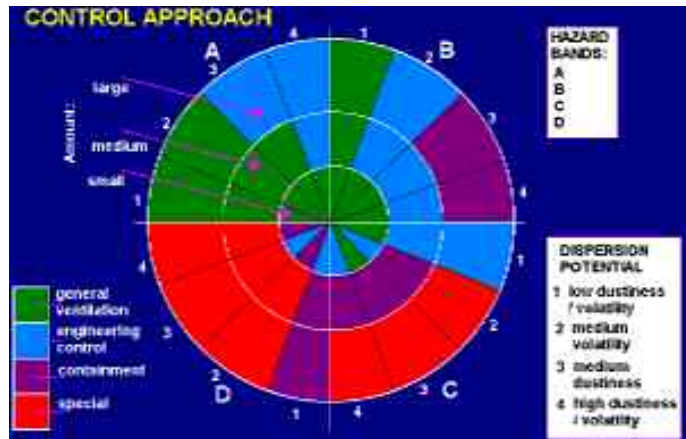 CONTROL APPROACH
HAZARD
BANDS:
A
B
C
D
Amount:
large
medium
small
A
B
C
D
1
2
3
4
1
2
3
4
1
2
3
4
1
2
3
4
general
ventilation
engineering
control
containment
special
DISPERSION
POTENTIAL
1 low dustiness
/ volatility
2 medium
volatility
3 medium
dustiness
4 high dustiness
/ volatility